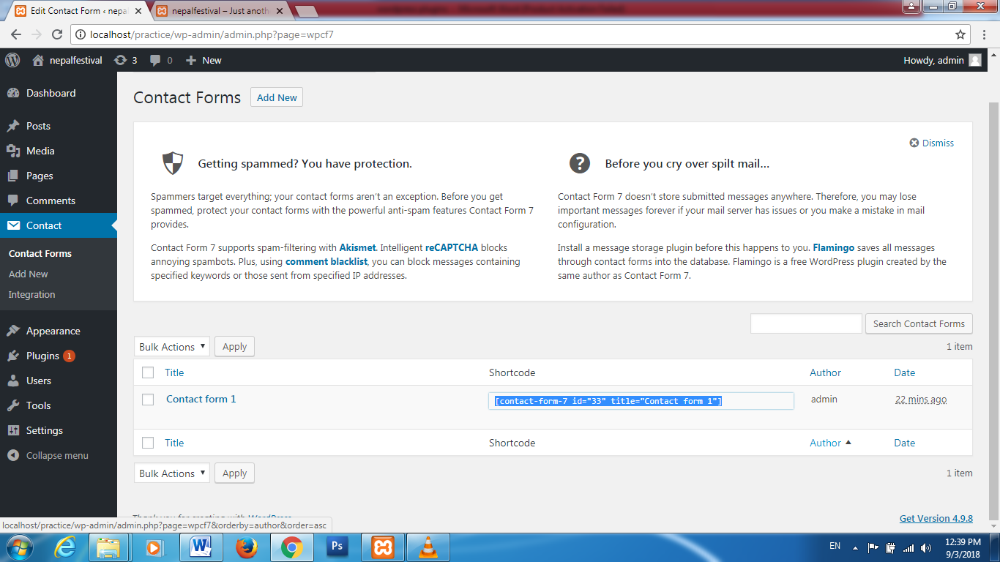 Edit Contact Form ‹ nepal
nepalfestival – Just anoth
localhost/practice/wp-admin/admin.php?page=wpcf7
nepalfestival
3
0
New
Howdy, admin
Dashboard
Posts
Media
Pages
Comments
Contact
Contact Forms
Add New
Integration
Appearance
Plugins 1
Users
Tools
Settings
Collapse menu
Contact Forms
Add New
Dismiss
Getting spammed? You have protection.
Spammers target everything; your contact forms aren't an exception. Before you get
spammed, protect your contact forms with the powerful anti-spam features Contact Form 7
provides.
Contact Form 7 supports spam-filtering with Akismet. Intelligent reCAPTCHA blocks
annoying spambots. Plus, using comment blacklist, you can block messages containing
specified keywords or those sent from specified IP addresses.
Before you cry over spilt mail…
Contact Form 7 doesn't store submitted messages anywhere. Therefore, you may lose
important messages forever if your mail server has issues or you make a mistake in mail
configuration.
Install a message storage plugin before this happens to you. Flamingo saves all messages
through contact forms into the database. Flamingo is a free WordPress plugin created by the
same author as Contact Form 7.
Search Contact Forms
Bulk Actions
Apply
1 item
Title Shortcode Author Date
Contact form 1 [contact-form-7 id="33" title="Contact form 1"] admin 22 mins ago
Title Shortcode Author Date
Bulk Actions
Apply
1 item
Thank you for creating with WordPress
Get Version 4.9.8
localhost/practice/wp-admin/admin.php?page=wpcf7&orderby=author&order=asc
W
Ps
EN
12:39 PM
9/3/2018